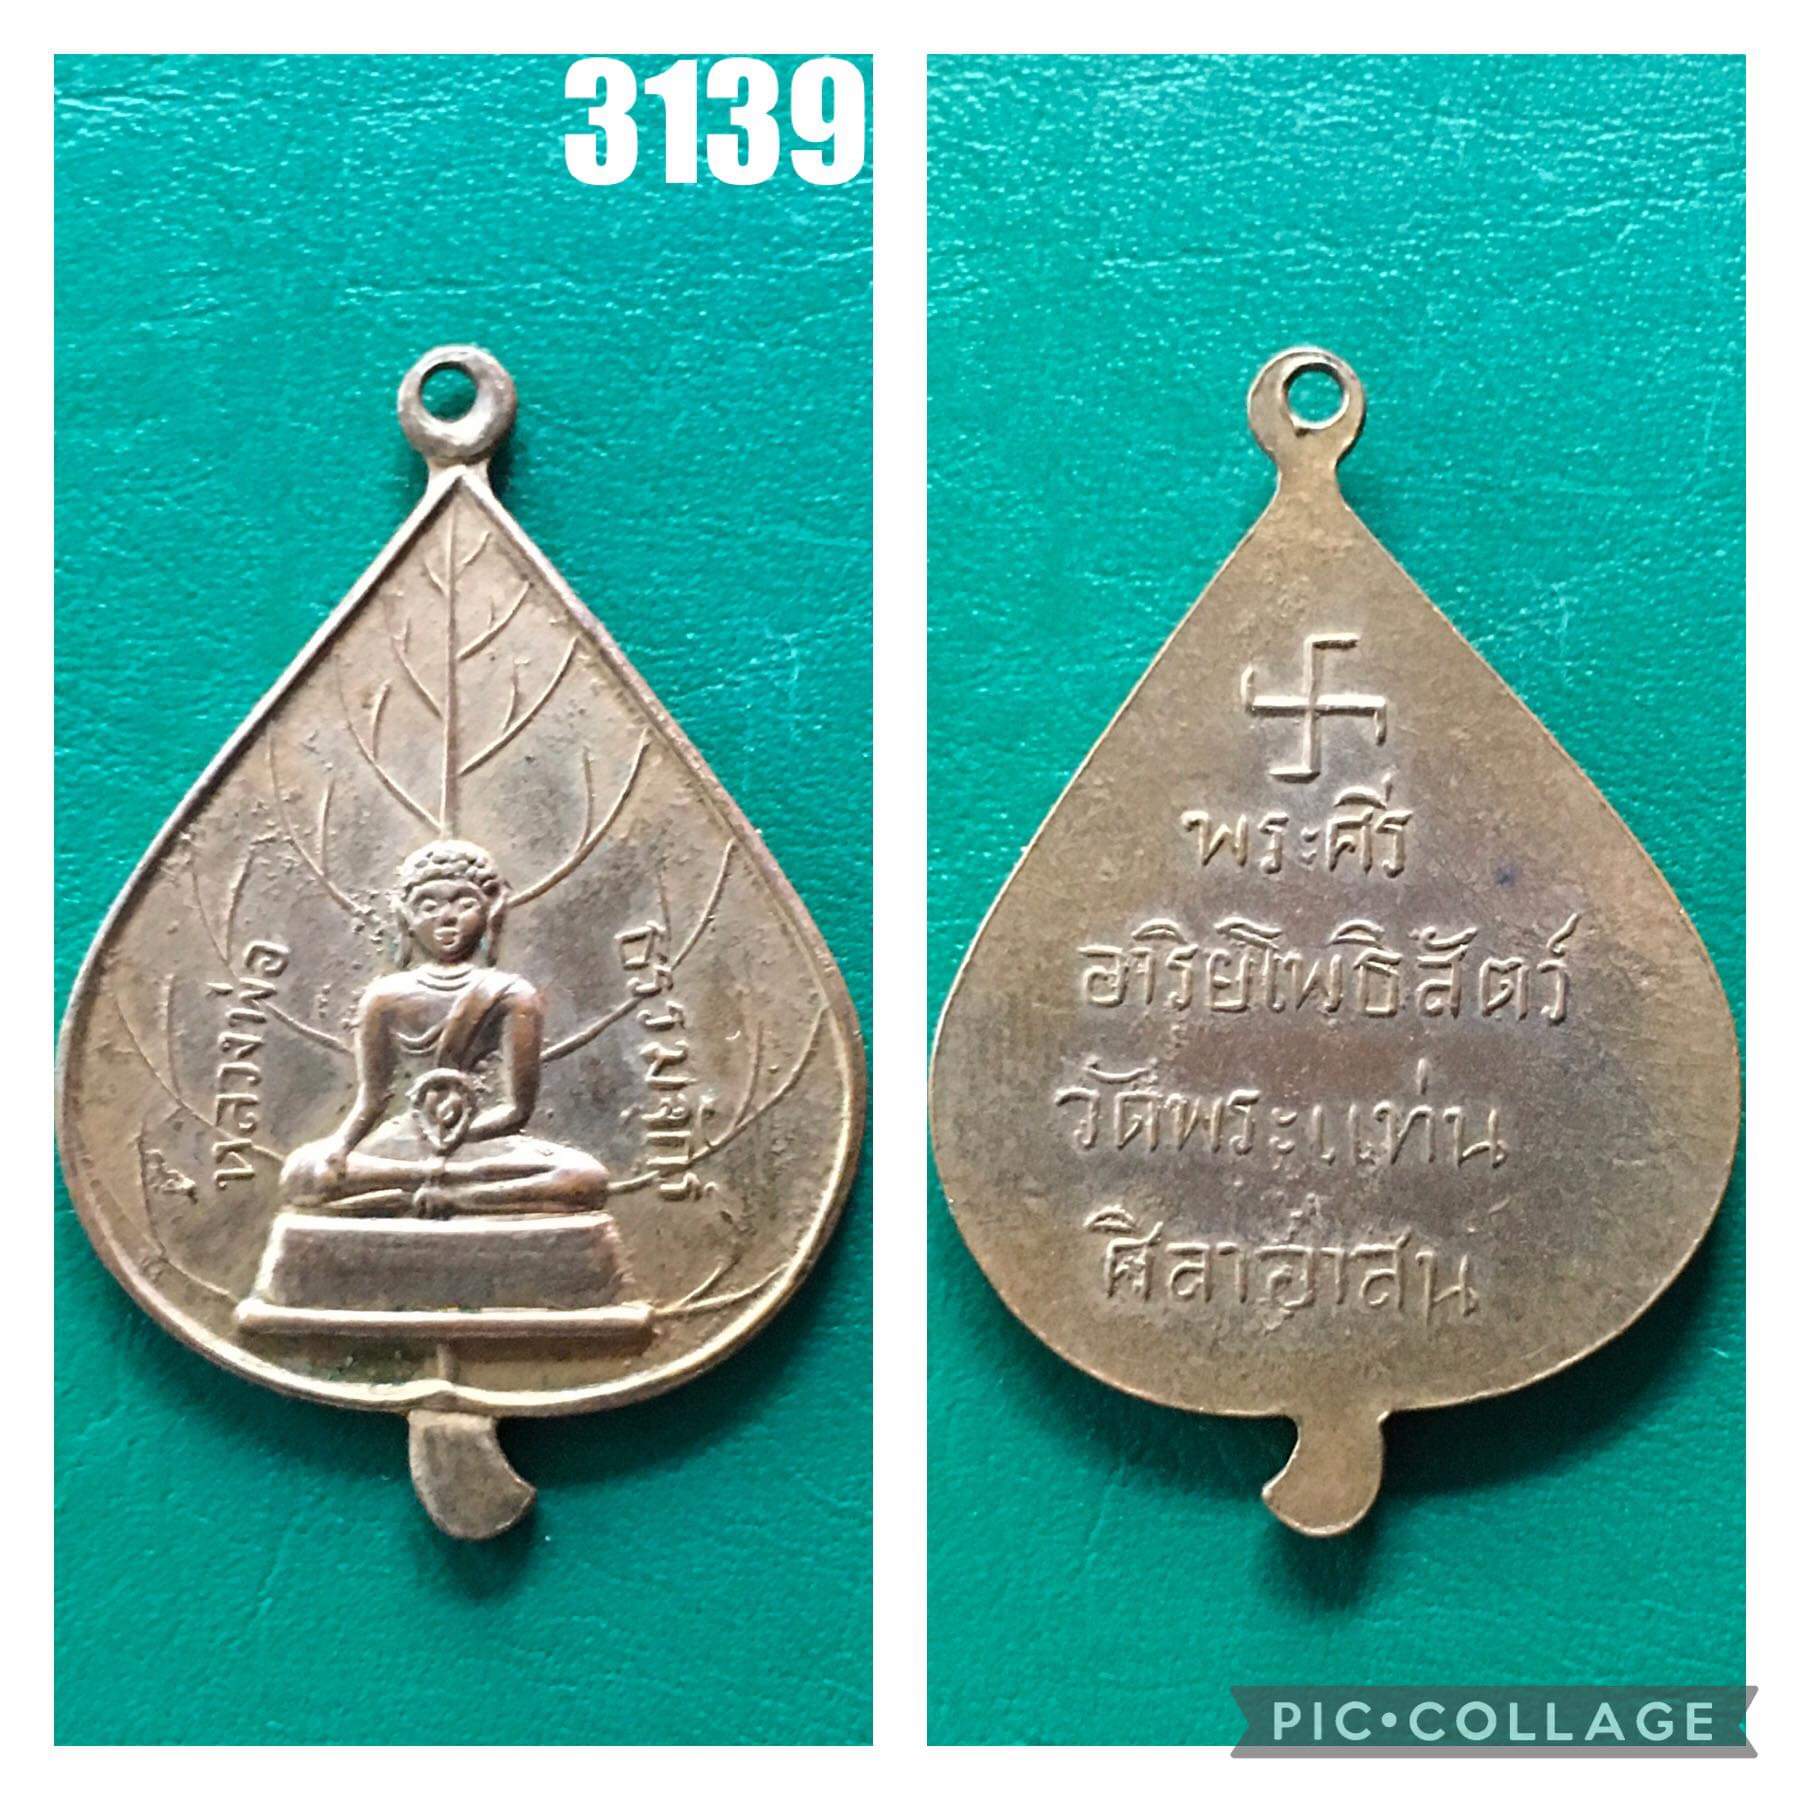 3139
หลวงพ่อ
ธรรมจักร์
卐
พระศีร
อาริยโพธิสัตว์
วัดพระแท่น
ศิลาอาสน์
PIC•COLLAGE